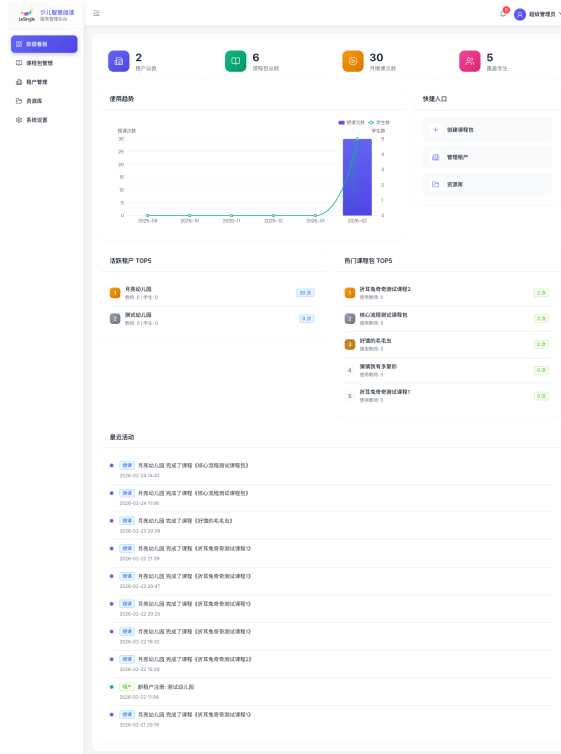 LeSingle
少儿智慧阅读
服务管理后台
5
超级管理员
数据看板
课程包管理
租户管理
资源库
系统设置
2
租户总数
6
课程包总数
30
月授课次数
5
覆盖学生
使用趋势
授课次数 学生数
授课次数 学生数
30 5
25 4
20 3
15
10 2
5 1
0 0
2025-09 2025-10 2025-11 2025-12 2026-01 2026-02
快捷入口
创建课程包
管理租户
资源库
活跃租户 TOP5
1 月亮幼儿园 30 次
教师: 0 | 学生: 0
2 测试幼儿园 0 次
教师: 0 | 学生: 0
热门课程包 TOP5
1 折耳兔奇奇测试课程2 2 次
使用教师: 0
2 核心流程测试课程包 2 次
使用教师: 0
3 好饿的毛毛虫 0 次
使用教师: 0
4 猜猜我有多爱你 0 次
使用教师: 0
5 折耳兔奇奇测试课程1 0 次
使用教师: 0
最近活动
授课 月亮幼儿园 完成了课程《核心流程测试课程包》
2026-02-24 14:42
授课 月亮幼儿园 完成了课程《核心流程测试课程包》
2026-02-24 11:08
授课 月亮幼儿园 完成了课程《好饿的毛毛虫》
2026-02-23 20:06
授课 月亮幼儿园 完成了课程《折耳兔奇奇测试课程1》
2026-02-22 21:39
授课 月亮幼儿园 完成了课程《折耳兔奇奇测试课程1》
2026-02-22 20:47
授课 月亮幼儿园 完成了课程《折耳兔奇奇测试课程1》
2026-02-22 20:25
授课 月亮幼儿园 完成了课程《折耳兔奇奇测试课程1》
2026-02-22 19:32
授课 月亮幼儿园 完成了课程《折耳兔奇奇测试课程2》
2026-02-22 15:28
租户 新租户注册: 测试幼儿园
2026-02-22 11:56
授课 月亮幼儿园 完成了课程《折耳兔奇奇测试课程1》
2026-02-21 20:19